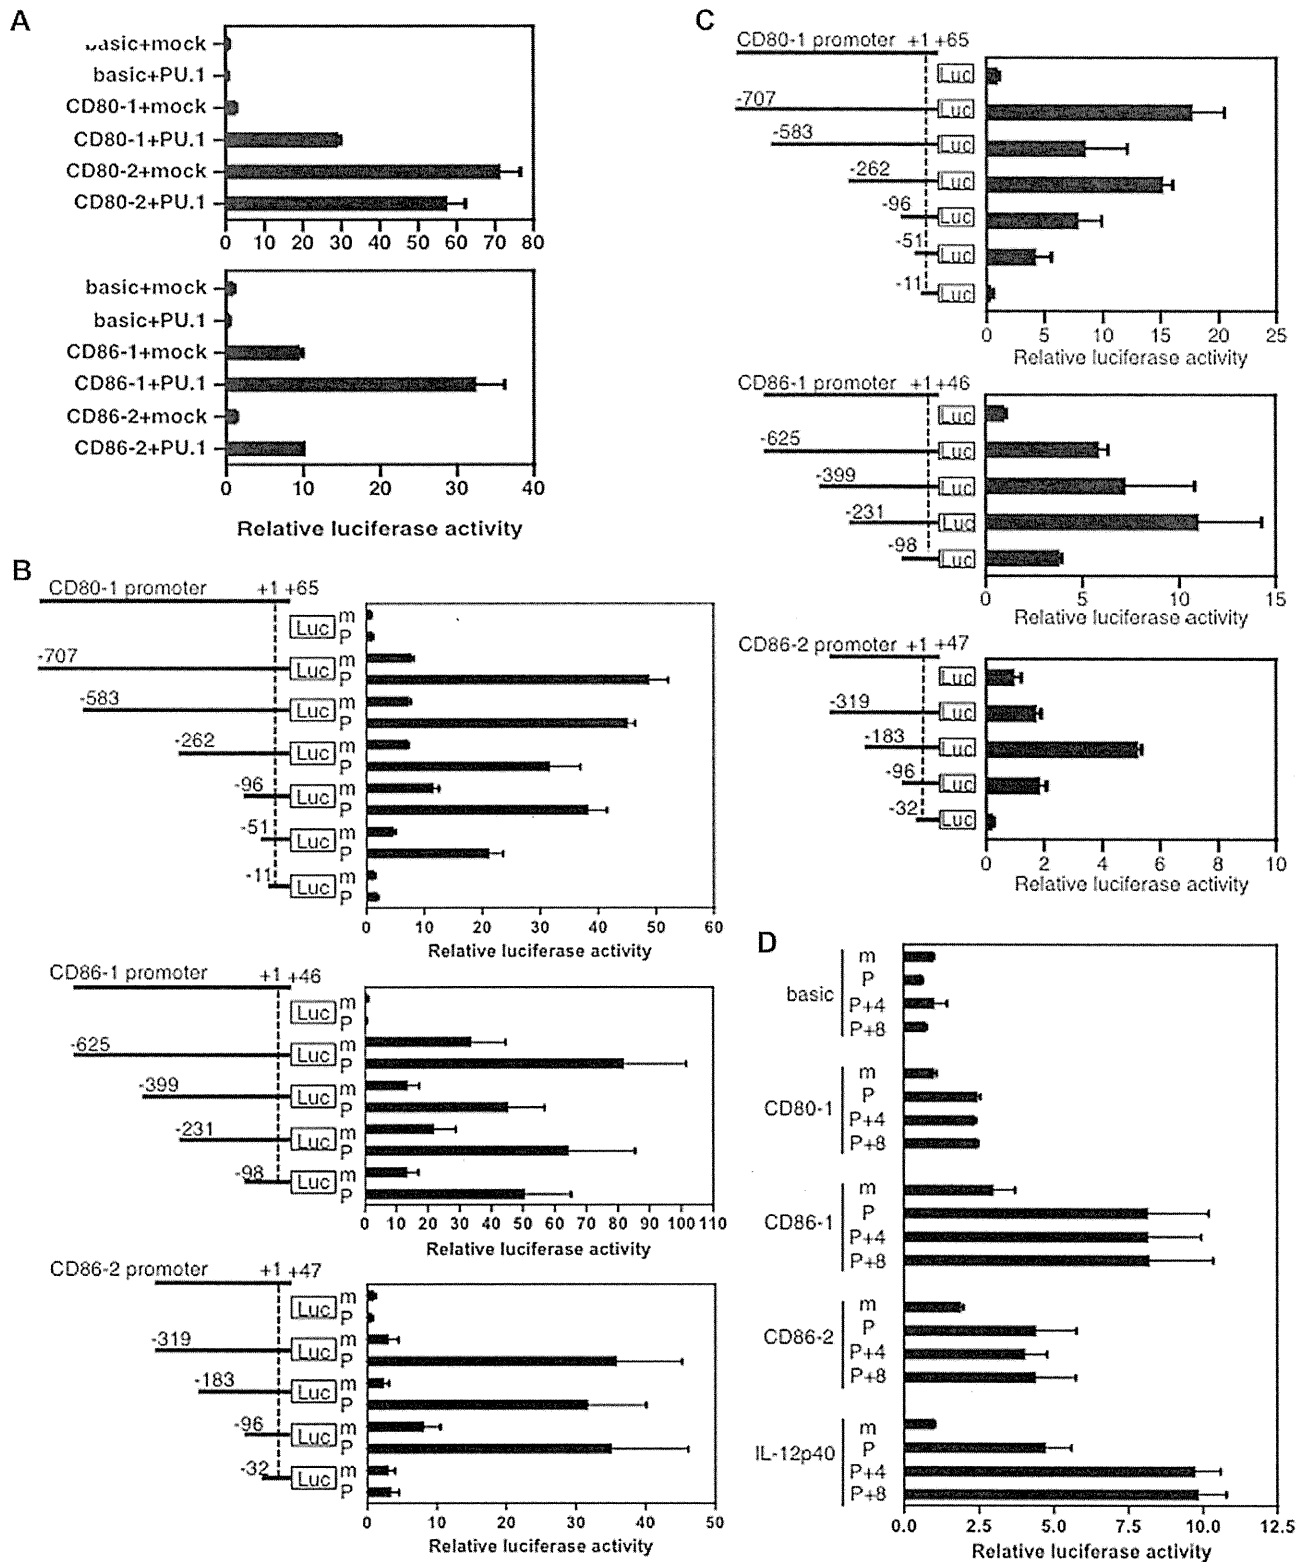 A
basic+mock
basic+PU.1
CD80-1+mock
CD80-1+PU.1
CD80-2+mock
CD80-2+PU.1
0 10 20 30 40 50 60 70 80
basic+mock
basic+PU.1
CD86-1+mock
CD86-1+PU.1
CD86-2+mock
CD86-2+PU.1
0 10 20 30 40
Relative luciferase activity
B
CD80-1 promoter +1 +65
Luc m
P
-707 Luc m
P
-583 Luc m
P
-262 Luc m
P
-96 Luc m
P
-51 Luc m
P
-11 Luc m
P
0 10 20 30 40 50 60
Relative luciferase activity
CD86-1 promoter +1 +46
Luc m
P
-625 Luc m
P
-399 Luc m
P
-231 Luc m
P
-98 Luc m
P
0 10 20 30 40 50 60 70 80 90 100 110
Relative luciferase activity
CD86-2 promoter +1 +47
Luc m
P
-319 Luc m
P
-183 Luc m
P
-96 Luc m
P
-32 Luc m
P
0 10 20 30 40 50
Relative luciferase activity
C
CD80-1 promoter +1 +65
Luc
-707 Luc
-583 Luc
-262 Luc
-96 Luc
-51 Luc
-11 Luc
0 5 10 15 20 25
Relative luciferase activity
CD86-1 promoter +1 +46
Luc
-625 Luc
-399 Luc
-231 Luc
-98 Luc
0 5 10 15
Relative luciferase activity
CD86-2 promoter +1 +47
Luc
-319 Luc
-183 Luc
-96 Luc
-32 Luc
0 2 4 6 8 10
Relative luciferase activity
D
basic
m
P
P+4
P+8
CD80-1
m
P
P+4
P+8
CD86-1
m
P
P+4
P+8
CD86-2
m
P
P+4
P+8
IL-12p40
m
P
P+4
P+8
0.0 2.5 5.0 7.5 10.0 12.5
Relative luciferase activity